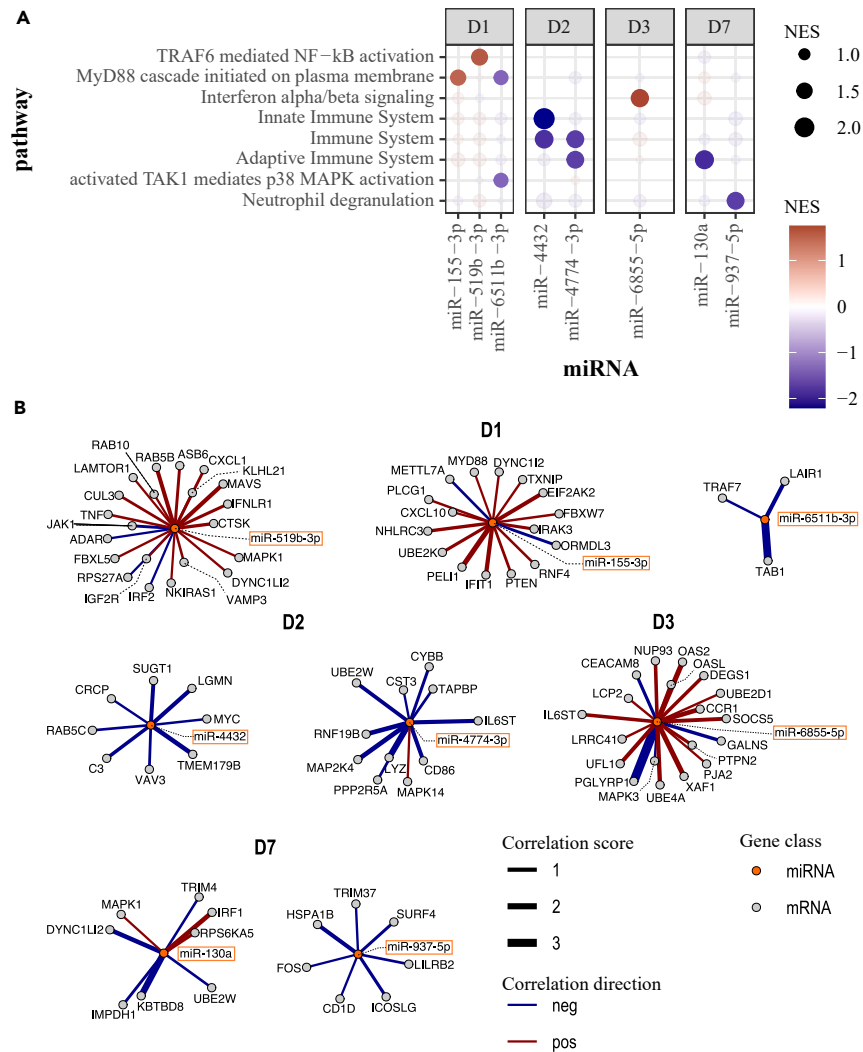 A
D1
D2
D3
D7
NES
1.0
1.5
2.0
pathway
TRAF6 mediated NF−kB activation
MyD88 cascade initiated on plasma membrane
Interferon alpha/beta signaling
Innate Immune System
Immune System
Adaptive Immune System
activated TAK1 mediates p38 MAPK activation
Neutrophil degranulation
NES
1
0
−1
−2
miR−155−3p
miR−519b−3p
miR−6511b−3p
miR−4432
miR−4774−3p
miR−6855−5p
miR−130a
miR−937−5p
miRNA
B
D1
RAB10
RAB5B
ASB6
CXCL1
KLHL21
LAMTOR1
MAVS
CUL3
IFNLR1
TNF
CTSK
JAK1
miR-519b-3p
ADAR
FBXL5
MAPK1
RPS27A
DYNC1LI2
IGF2R
IRF2
NKIRAS1
VAMP3
METTL7A
MYD88
DYNC1I2
TXNIP
PLCG1
EIF2AK2
CXCL10
FBXW7
NHLRC3
IRAK3
ORMDL3
UBE2K
miR-155-3p
PELI1
IFIT1
PTEN
RNF4
TRAF7
LAIR1
miR-6511b-3p
TAB1
D2
SUGT1
LGMN
CRCP
MYC
RAB5C
miR-4432
C3
VAV3
TMEM179B
UBE2W
CYBB
CST3
TAPBP
IL6ST
RNF19B
miR-4774-3p
MAP2K4
LYZ
CD86
PPP2R5A
MAPK14
D3
NUP93
OAS2
CEACAM8
OASL
DEGS1
LCP2
UBE2D1
CCR1
IL6ST
SOCS5
miR-6855-5p
LRRC41
GALNS
UFL1
PTPN2
PGLYRP1
PJA2
MAPK3
UBE4A
XAF1
D7
TRIM4
MAPK1
IRF1
DYNC1LI2
RPS6KA5
miR-130a
IMPDH1
KBTBD8
UBE2W
TRIM37
HSPA1B
SURF4
miR-937-5p
FOS
LILRB2
CD1D
ICOSLG
Correlation score
1
2
3
Correlation direction
neg
pos
Gene class
miRNA
mRNA